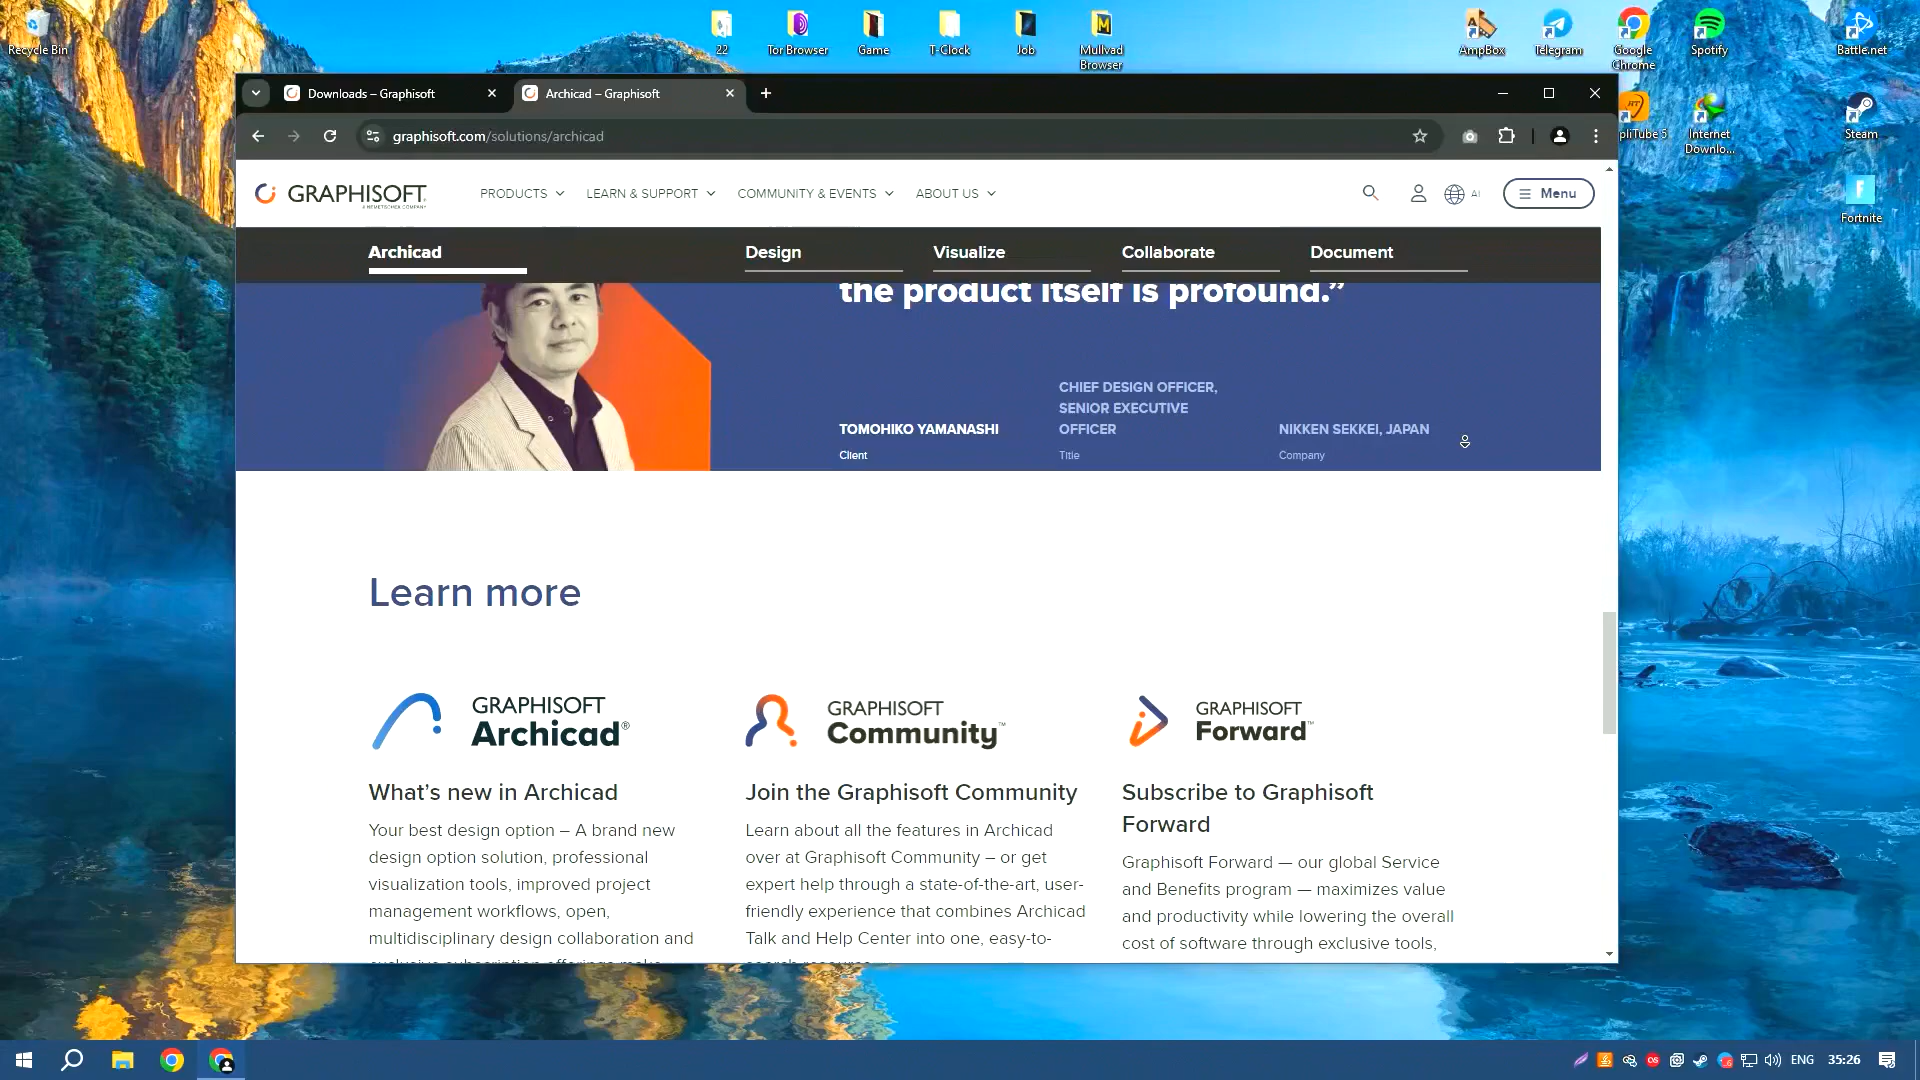 Recycle Bin
22
Tor Browser
Game
T-Clock
Job
Mullvad
Browser
AmpBox
Telegram
Google
Chrome
Spotify
Battle.net
Downloads – Graphisoft
Archicad – Graphisoft
pliTube 5
Internet
Downlo...
Steam
Fortnite
graphisoft.com/solutions/archicad
GRAPHISOFT
A NEMETSCHEK COMPANY
PRODUCTS
LEARN & SUPPORT
COMMUNITY & EVENTS
ABOUT US
Menu
Archicad
Design
Visualize
Collaborate
Document
the product itself is profound.”
TOMOHIKO YAMANASHI
Client
CHIEF DESIGN OFFICER,
SENIOR EXECUTIVE
OFFICER
Title
NIKKEN SEKKEI, JAPAN
Company
Learn more
GRAPHISOFT
Archicad®
GRAPHISOFT
Community™
GRAPHISOFT
Forward™
What’s new in Archicad
Your best design option – A brand new
design option solution, professional
visualization tools, improved project
management workflows, open,
multidisciplinary design collaboration and
exclusive subscription offerings make
Join the Graphisoft Community
Learn about all the features in Archicad
over at Graphisoft Community – or get
expert help through a state-of-the-art, user-
friendly experience that combines Archicad
Talk and Help Center into one, easy-to-
search resource.
Subscribe to Graphisoft
Forward
Graphisoft Forward — our global Service
and Benefits program — maximizes value
and productivity while lowering the overall
cost of software through exclusive tools,
ENG
35:26